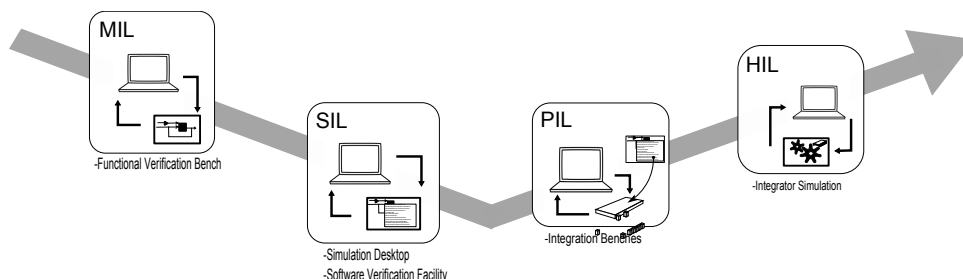 MIL
-Functional Verification Bench
SIL
-Simulation Desktop
-Software Verification Facility
PIL
-Integration Benches
HIL
-Integrator Simulation